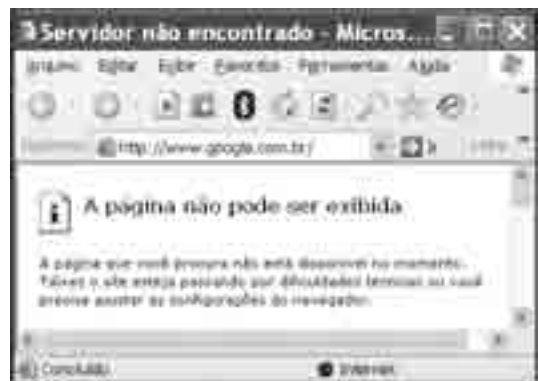 Servidor não encontrado - Micros...
Arquivo Editar Exibir Favoritos Ferramentas Ajuda
http://www.google.com.br/
A página não pode ser exibida
A página que você procura não está disponível no momento.
Talvez o site esteja passando por dificuldades técnicas ou você
precise ajustar as configurações do navegador.
Concluído Internet